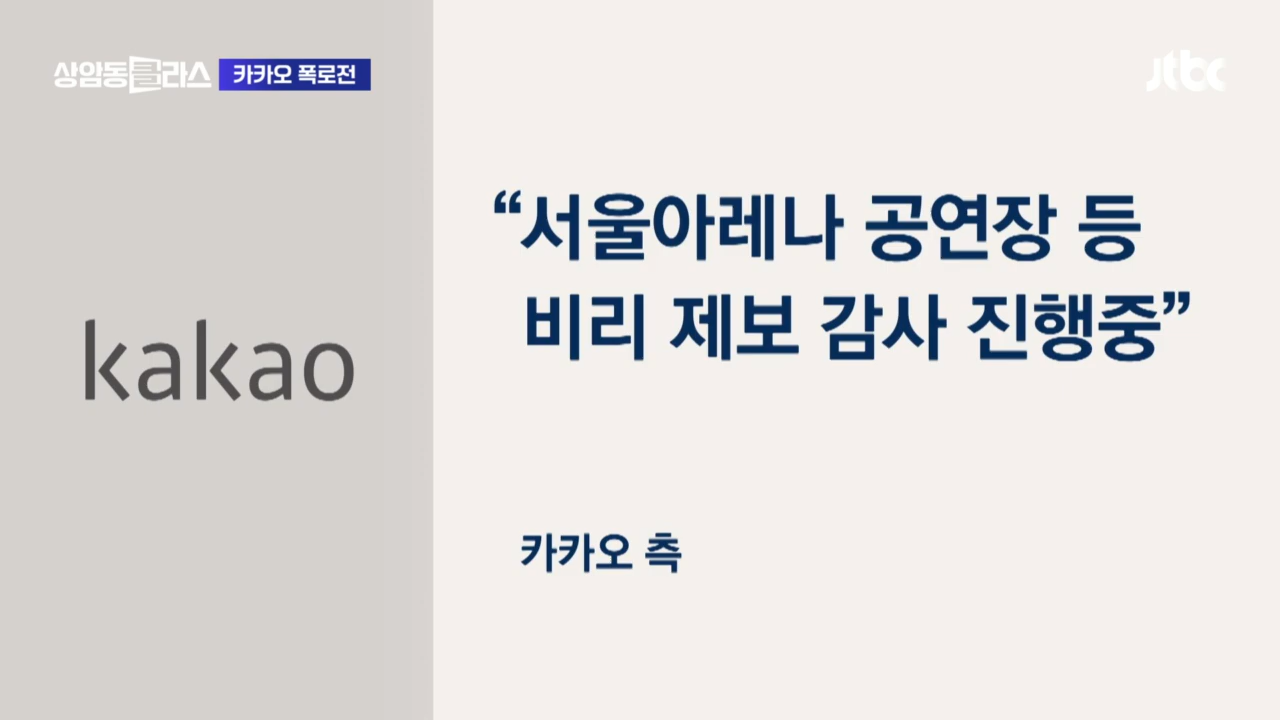 상암동클라스 카카오 폭로전
jtbc
“서울아레나 공연장 등
비리 제보 감사 진행중”
kakao
카카오 측